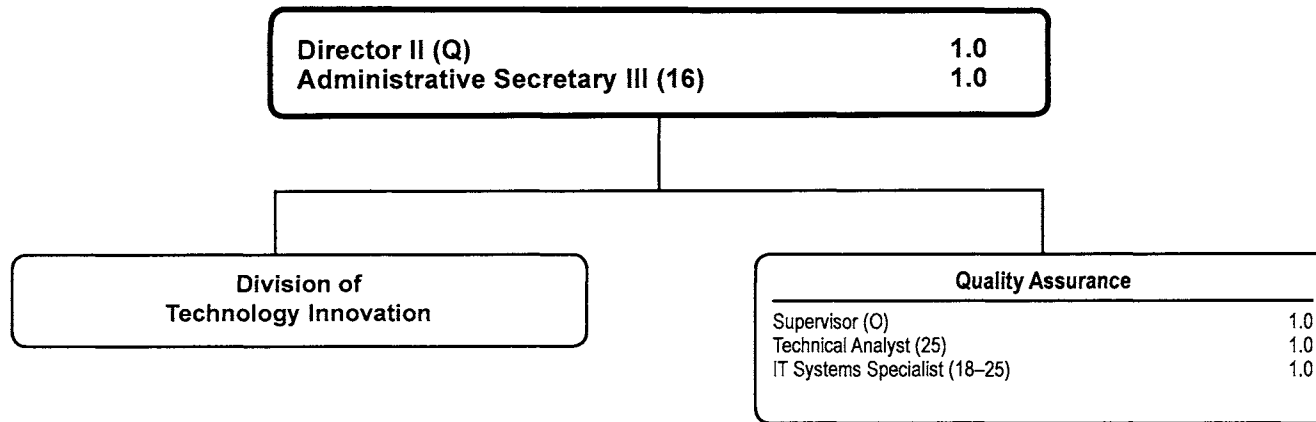 Director II (Q) 1.0
Administrative Secretary III (16) 1.0
Division of
Technology Innovation
Quality Assurance
Supervisor (O) 1.0
Technical Analyst (25) 1.0
IT Systems Specialist (18–25) 1.0